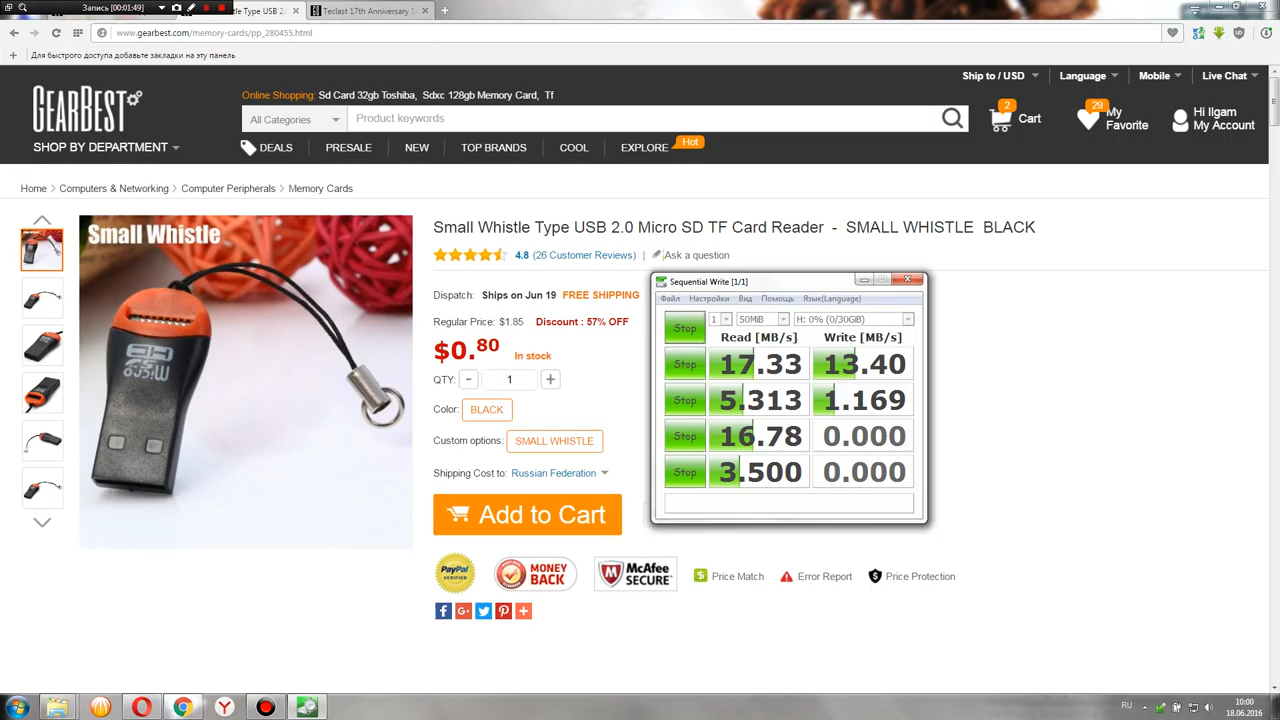 Запись [00:01:49]
tle Type USB 2.0
Teclast 17th Anniversary S
www.gearbest.com/memory-cards/pp_280455.html
Для быстрого доступа добавьте закладки на эту панель
Ship to / USD Language Mobile Live Chat
GEARBEST
Online Shopping: Sd Card 32gb Toshiba, Sdxc 128gb Memory Card, Tf
All Categories Product keywords
2 Cart
29 My Favorite
Hi Ilgam
My Account
SHOP BY DEPARTMENT
DEALS PRESALE NEW TOP BRANDS COOL EXPLORE Hot
Home > Computers & Networking > Computer Peripherals > Memory Cards
Small Whistle
Small Whistle Type USB 2.0 Micro SD TF Card Reader - SMALL WHISTLE BLACK
4.8 (26 Customer Reviews) | Ask a question
Dispatch: Ships on Jun 19 FREE SHIPPING
Regular Price: $1.85 Discount : 57% OFF
$0.80 In stock
QTY: - 1 +
Color: BLACK
Custom options: SMALL WHISTLE
Shipping Cost to: Russian Federation
Add to Cart
Sequential Write [1/1]
Файл Настройки Вид Помощь Язык(Language)
Stop 1 50MiB H: 0% (0/30GiB)
Read [MB/s] Write [MB/s]
Stop 17.33 13.40
Stop 5.313 1.169
Stop 16.78 0.000
Stop 3.500 0.000
PayPal
VERIFIED
MONEY
BACK
McAfee
SECURE
Price Match
Error Report
Price Protection
RU
10:00
18.06.2016